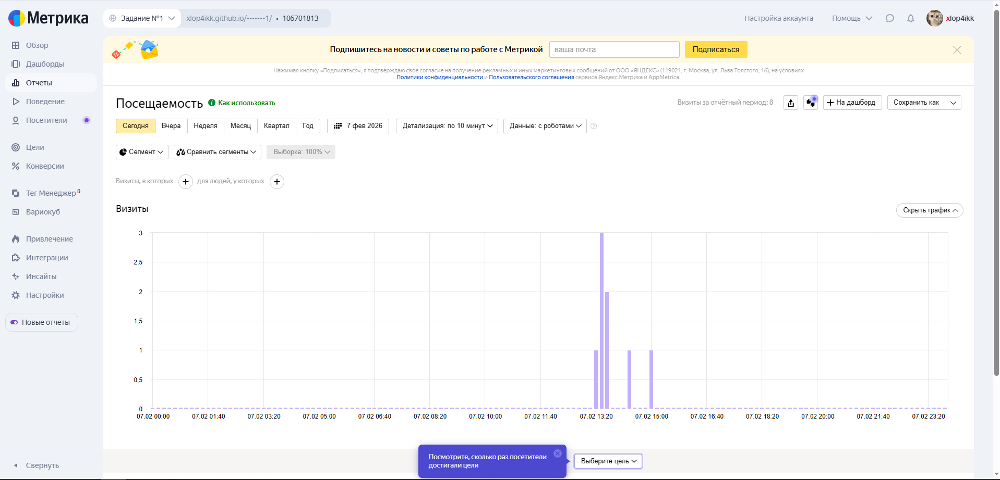 Метрика
Задание №1
xlop4ikk.github.io/-------1/ • 106701813
Настройка аккаунта
Помощь
xlop4ikk
Обзор
Дашборды
Отчеты
Поведение
Посетители
Цели
Конверсии
Тег Менеджер ß
Вариокуб
Привлечение
Интеграции
Инсайты
Настройки
Новые отчеты
Свернуть
%
Подпишитесь на новости и советы по работе с Метрикой
ваша почта
Подписаться
Нажимая кнопку «Подписаться», я подтверждаю свое согласие на получение рекламных и иных маркетинговых сообщений от ООО «ЯНДЕКС» (119021, г. Москва, ул. Льва Толстого, 16), на условиях
Политики конфиденциальности и Пользовательского соглашения сервиса Яндекс.Метрика и AppMetrica.
Посещаемость
i Как использовать
Визиты за отчётный период: 8
На дашборд
Сохранить как
Сегодня Вчера Неделя Месяц Квартал Год
7 фев 2026
Детализация: по 10 минут
Данные: с роботами
?
Сегмент
Сравнить сегменты
Выборка: 100%
Визиты, в которых + для людей, у которых +
Визиты
Скрыть график
3
2,5
2
1,5
1
0,5
0
07.02 00:00 07.02 01:40 07.02 03:20 07.02 05:00 07.02 06:40 07.02 08:20 07.02 10:00 07.02 11:40 07.02 13:20 07.02 15:00 07.02 16:40 07.02 18:20 07.02 20:00 07.02 21:40 07.02 23:20
Посмотрите, сколько раз посетители
достигали цели
Выберите цель